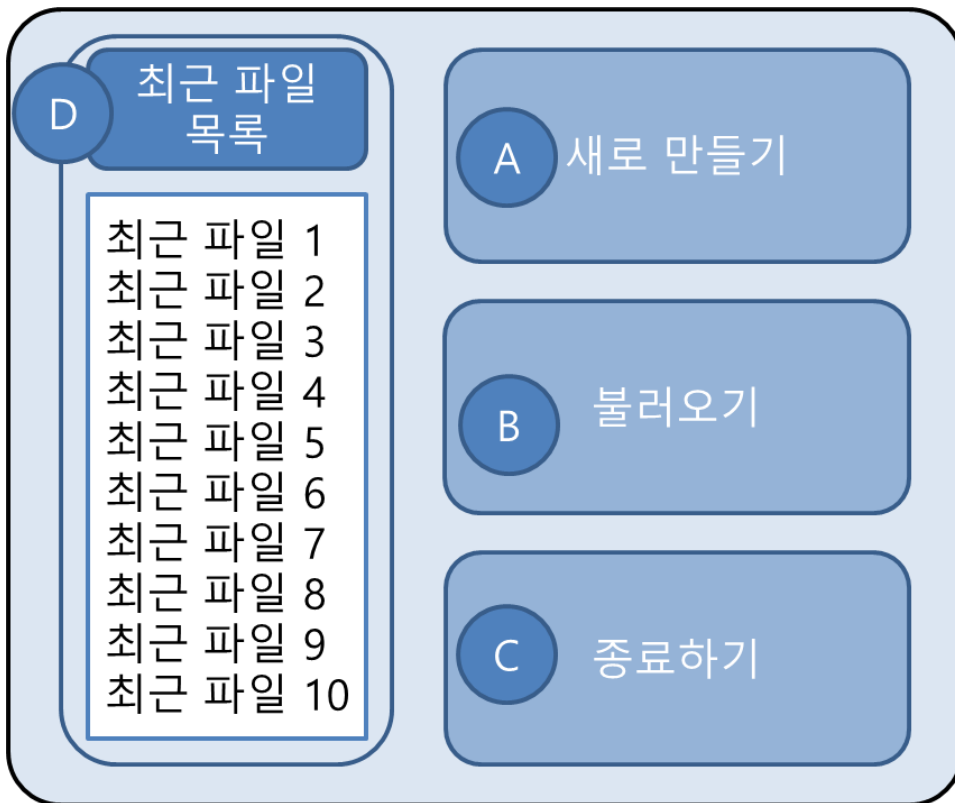 D
최근 파일
목록
최근 파일 1
최근 파일 2
최근 파일 3
최근 파일 4
최근 파일 5
최근 파일 6
최근 파일 7
최근 파일 8
최근 파일 9
최근 파일 10
A 새로 만들기
B 불러오기
C 종료하기